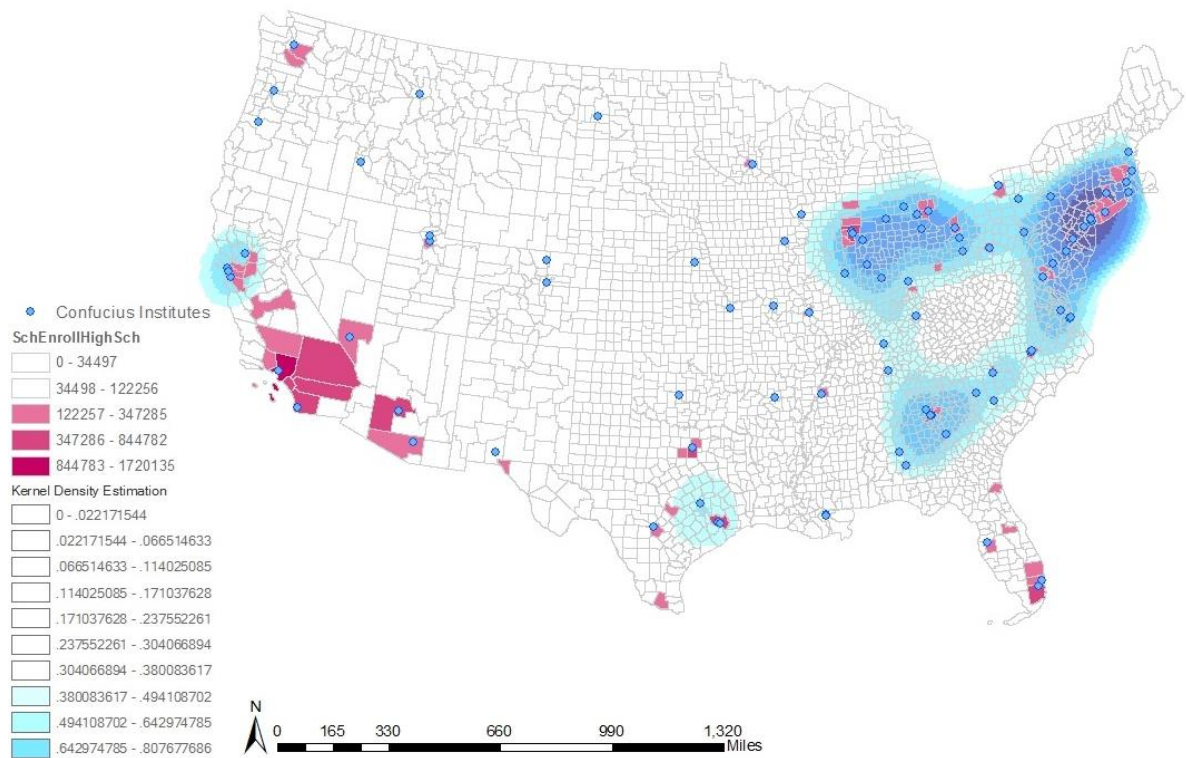 Confucius Institutes
SchEnrollHighSch
0 - 34497
34498 - 122256
122257 - 347285
347286 - 844782
844783 - 1720135
Kernel Density Estimation
0 - .022171544
.022171544 - .066514633
.066514633 - .114025085
.114025085 - .171037628
.171037628 - .237552261
.237552261 - .304066894
.304066894 - .380083617
.380083617 - .494108702
.494108702 - .642974785
.642974785 - .807677686
N
0 165 330 660 990 1,320
Miles